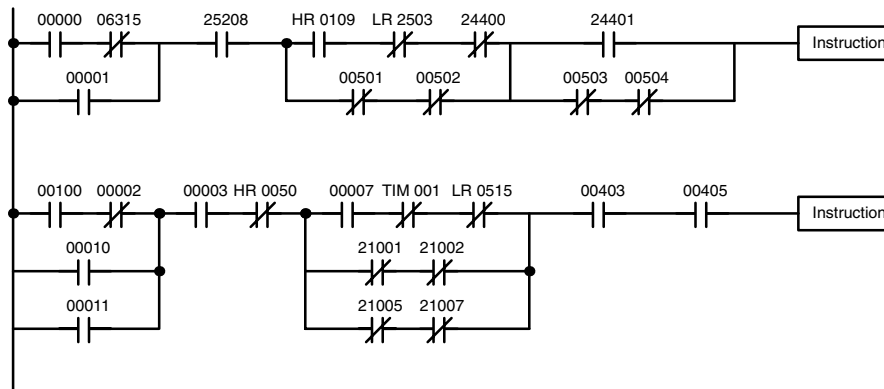 00000 06315 25208 HR 0109 LR 2503 24400 24401
Instruction
00001 00501 00502 00503 00504
00100 00002 00003 HR 0050 00007 TIM 001 LR 0515 00403 00405
Instruction
00010 21001 21002
00011 21005 21007